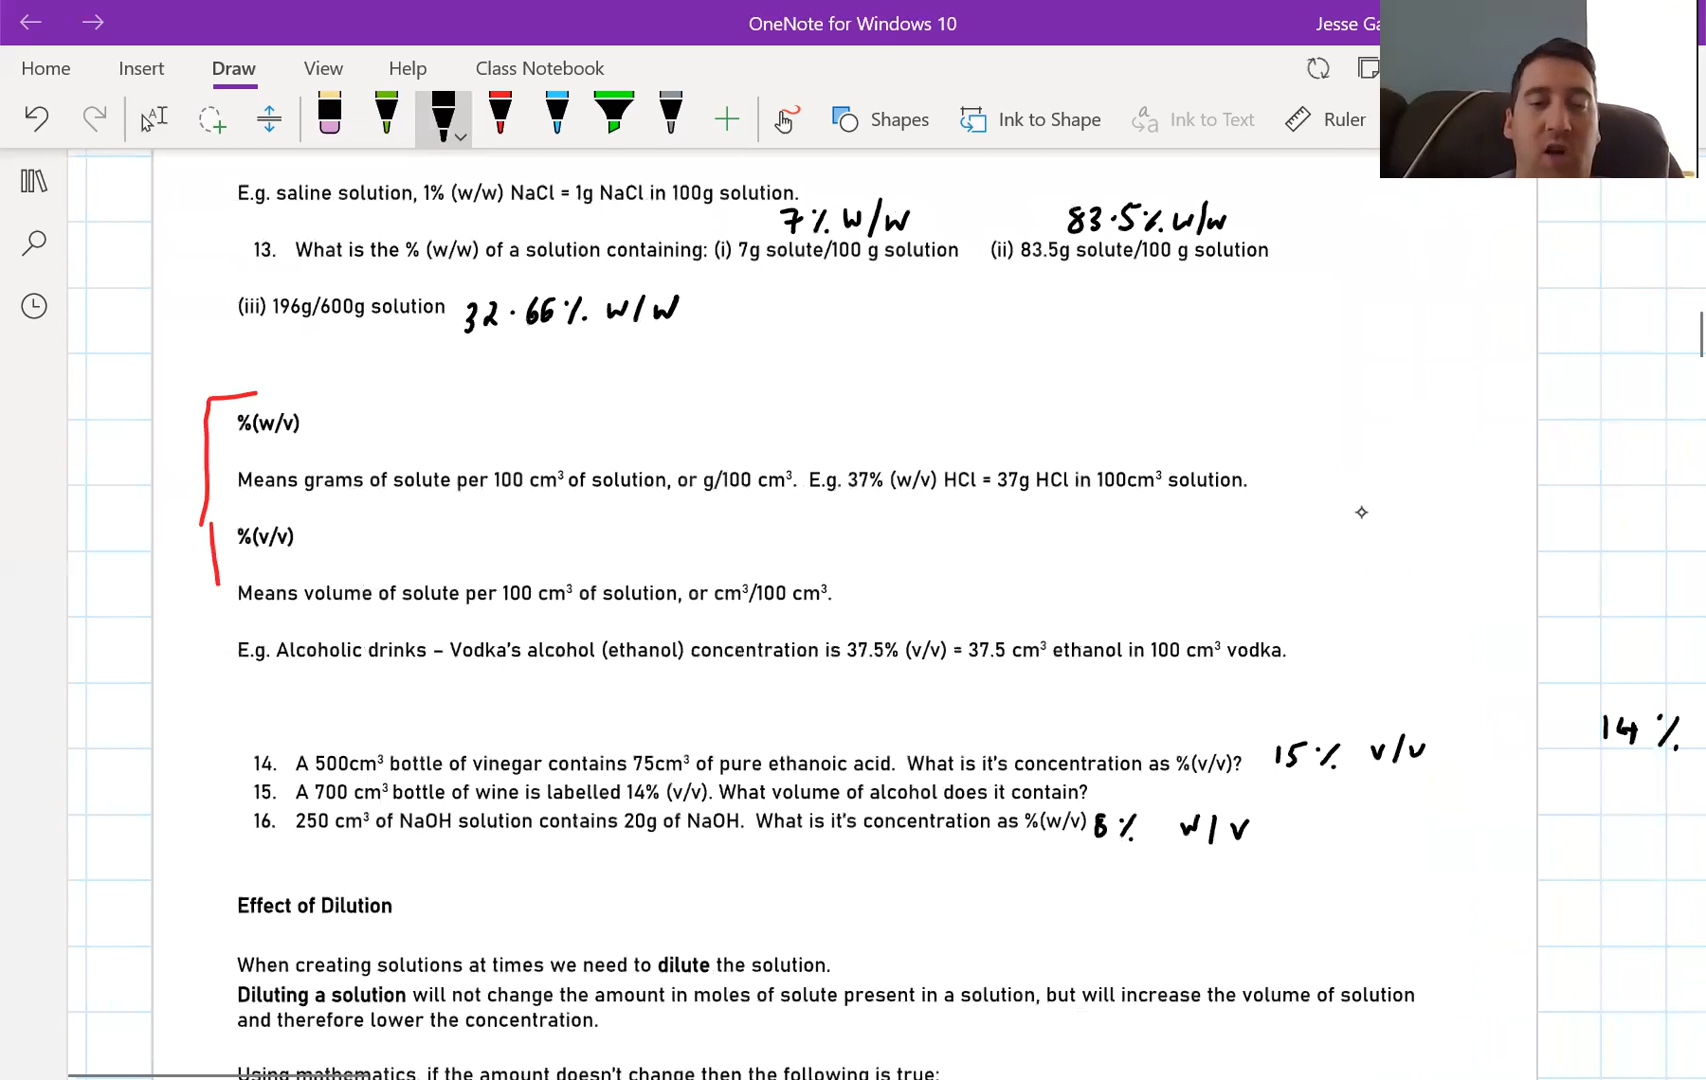 OneNote for Windows 10
Jesse Ga
Home Insert Draw View Help Class Notebook
Shapes Ink to Shape Ink to Text Ruler
E.g. saline solution, 1% (w/w) NaCl = 1g NaCl in 100g solution.
7% w/w 83.5% w/w
13. What is the % (w/w) of a solution containing: (i) 7g solute/100 g solution (ii) 83.5g solute/100 g solution
(iii) 196g/600g solution 32.66% w/w
%(w/v)
Means grams of solute per 100 cm³ of solution, or g/100 cm³. E.g. 37% (w/v) HCl = 37g HCl in 100cm³ solution.
%(v/v)
Means volume of solute per 100 cm³ of solution, or cm³/100 cm³.
E.g. Alcoholic drinks – Vodka's alcohol (ethanol) concentration is 37.5% (v/v) = 37.5 cm³ ethanol in 100 cm³ vodka.
14%
14. A 500cm³ bottle of vinegar contains 75cm³ of pure ethanoic acid. What is it's concentration as %(v/v)? 15% v/v
15. A 700 cm³ bottle of wine is labelled 14% (v/v). What volume of alcohol does it contain?
16. 250 cm³ of NaOH solution contains 20g of NaOH. What is it's concentration as %(w/v) 8% w/v
Effect of Dilution
When creating solutions at times we need to dilute the solution.
Diluting a solution will not change the amount in moles of solute present in a solution, but will increase the volume of solution
and therefore lower the concentration.
Using mathematics, if the amount doesn't change then the following is true: